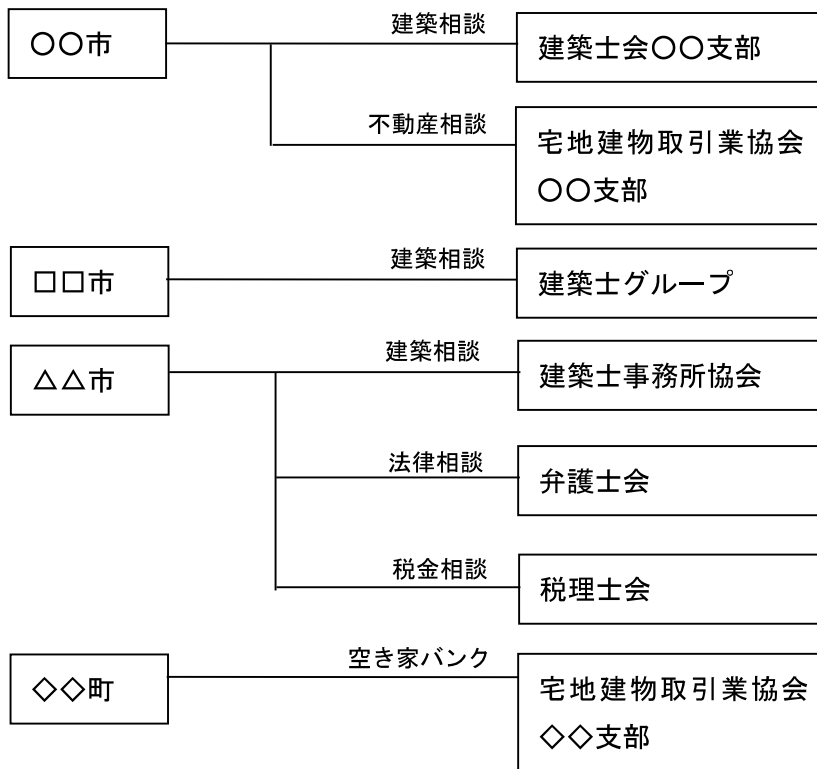 建築相談
〇〇市
建築士会〇〇支部
不動産相談
宅地建物取引業協会
〇〇支部
建築相談
□□市
建築士グループ
建築相談
△△市
建築士事務所協会
法律相談
弁護士会
税金相談
税理士会
空き家バンク
◇◇町
宅地建物取引業協会
◇◇支部